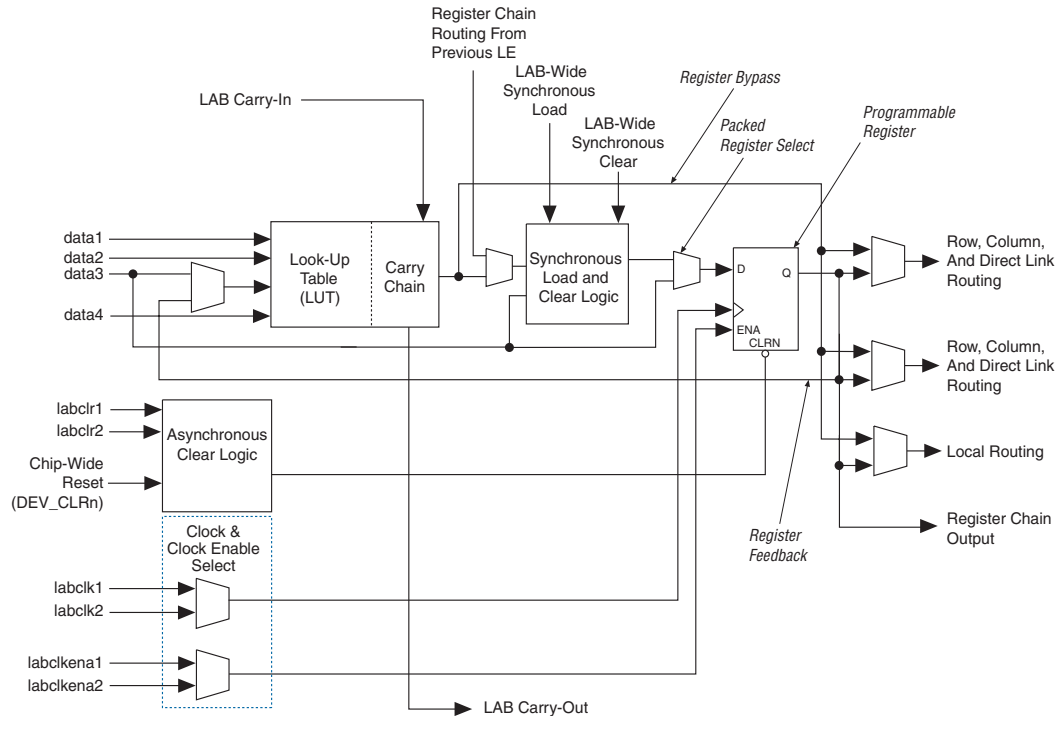 Register Chain
Routing From
Previous LE
LAB-Wide
Synchronous
Load
Register Bypass
LAB Carry-In
LAB-Wide
Synchronous
Clear
Packed
Register Select
Programmable
Register
data1
data2
data3
data4
Look-Up
Table
(LUT)
Carry
Chain
Synchronous
Load and
Clear Logic
D
Q
ENA
CLRN
Row, Column,
And Direct Link
Routing
Row, Column,
And Direct Link
Routing
Local Routing
Register Chain
Output
labclr1
labclr2
Chip-Wide
Reset
(DEV_CLRn)
Asynchronous
Clear Logic
Register
Feedback
Clock &
Clock Enable
Select
labclk1
labclk2
labclkena1
labclkena2
LAB Carry-Out